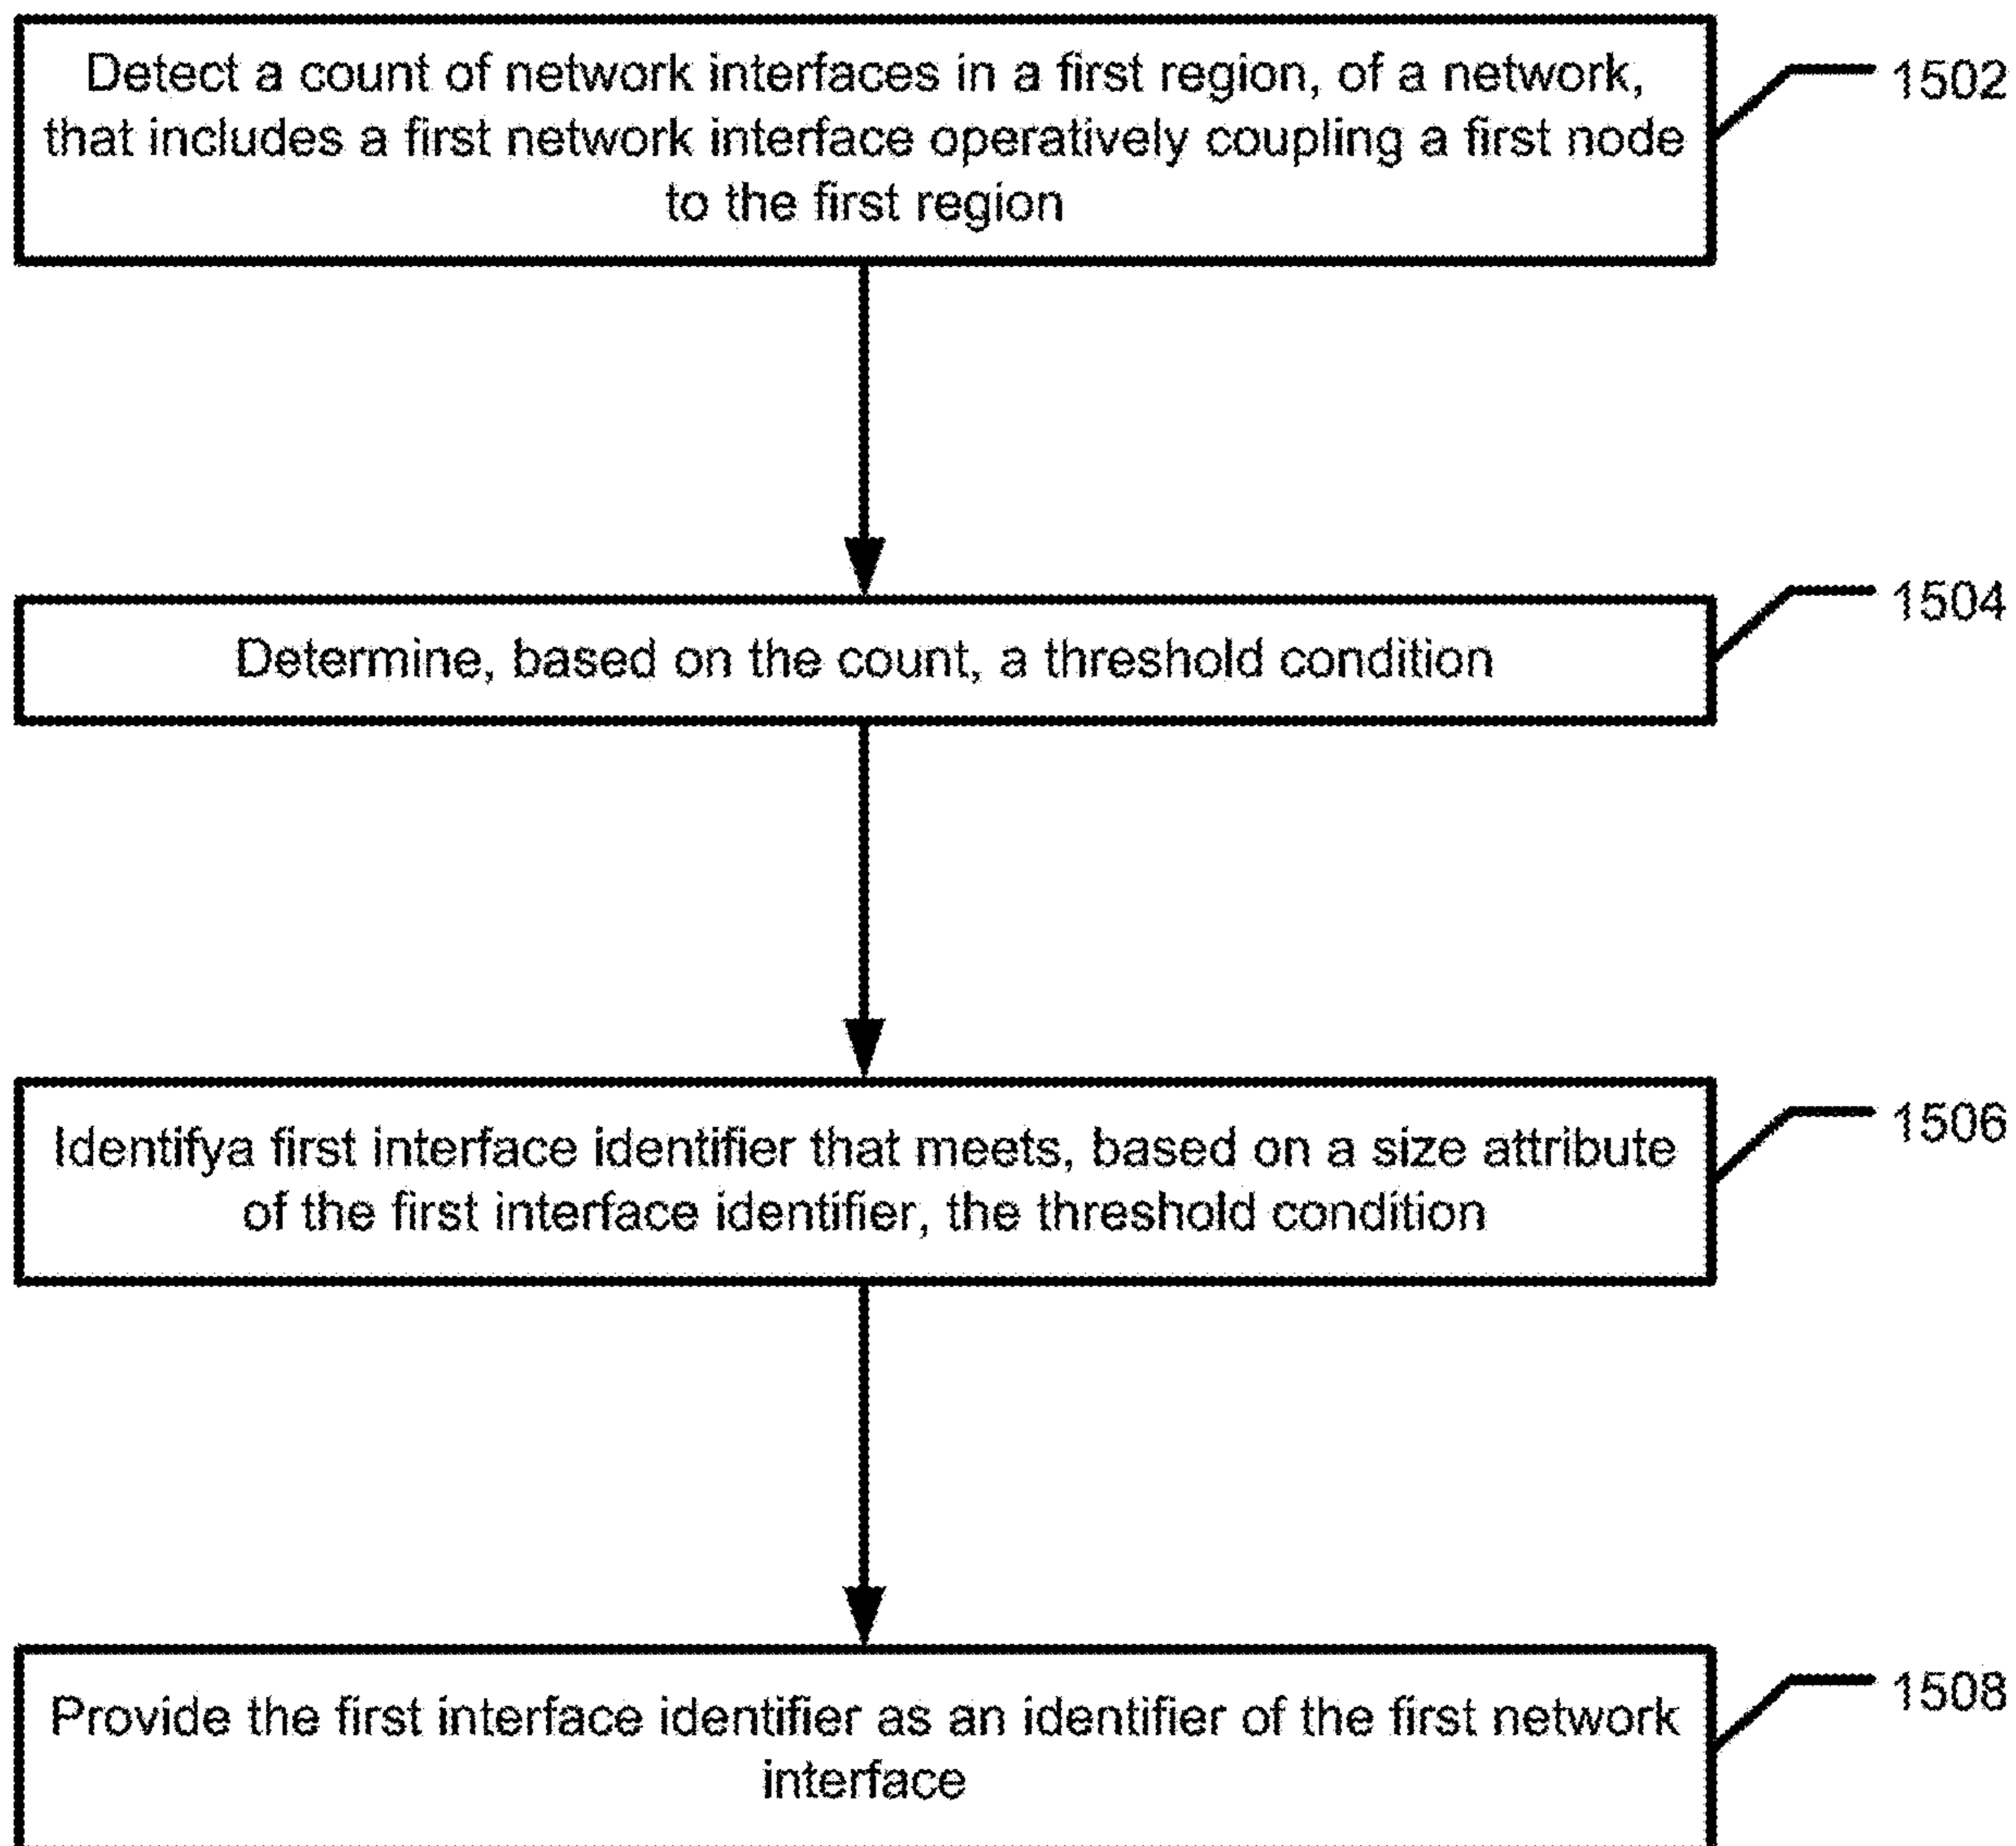 Detect a count of network interfaces in a first region, of a network,
that includes a first network interface operatively coupling a first node
to the first region
1502
Determine, based on the count, a threshold condition
1504
Identifya first interface identifier that meets, based on a size attribute
of the first interface identifier, the threshold condition
1506
Provide the first interface identifier as an identifier of the first network
interface
1508